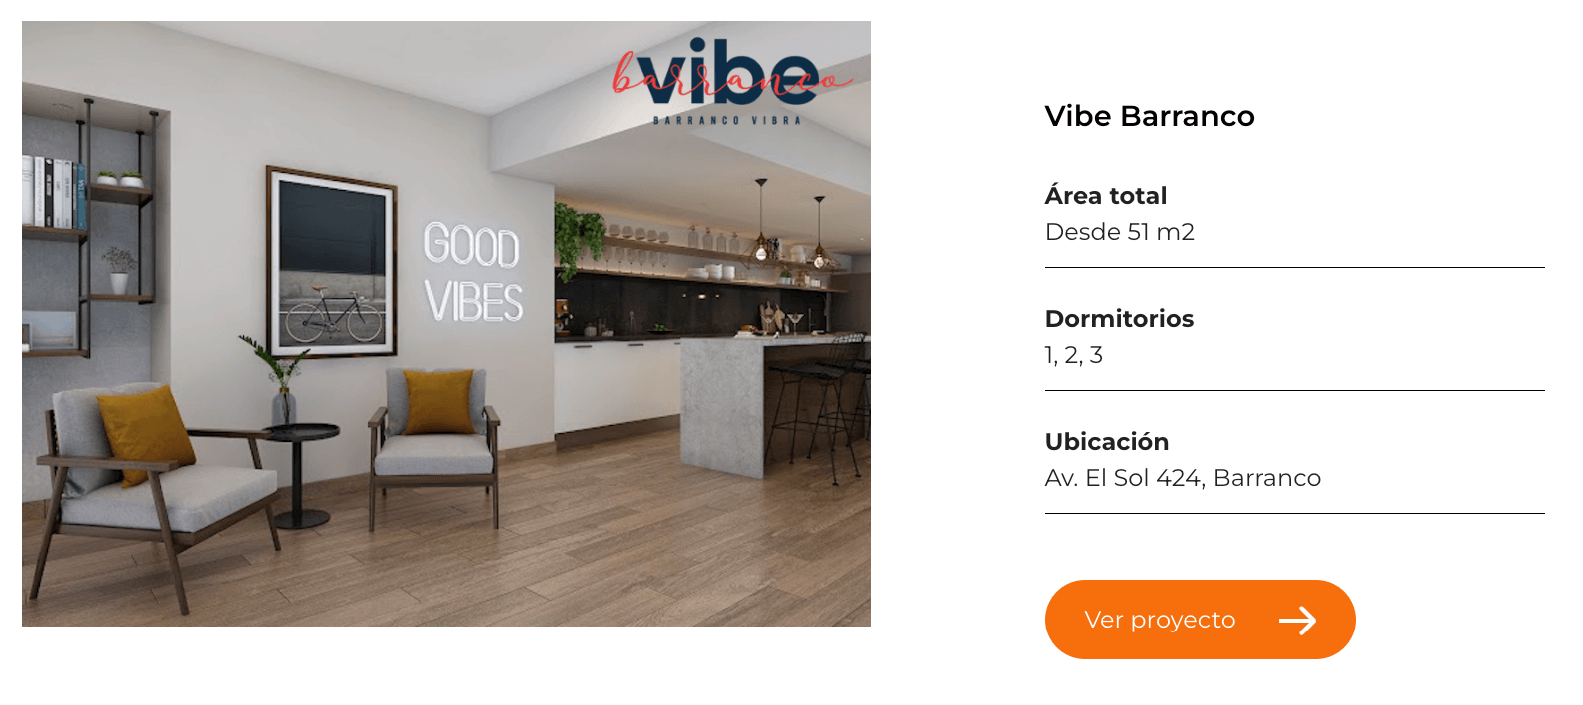 vibe
barranco
BARRANCO VIBRA
GOOD
VIBES
Vibe Barranco
Área total
Desde 51 m2
Dormitorios
1, 2, 3
Ubicación
Av. El Sol 424, Barranco
Ver proyecto